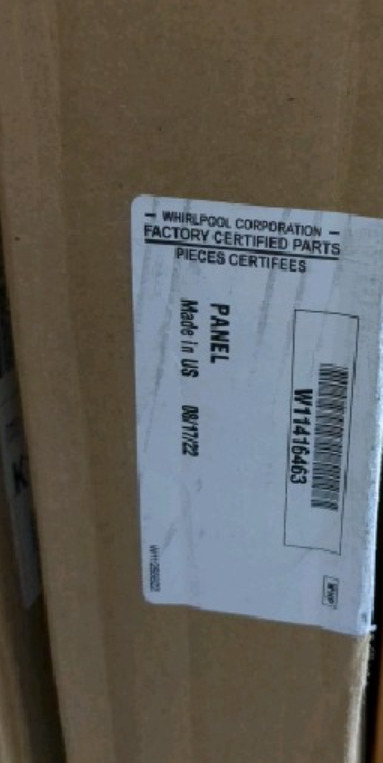 – WHIRLPOOL CORPORATION –
FACTORY CERTIFIED PARTS
PIECES CERTIFEES
PANEL
Made in US 08/17/22
W11416463